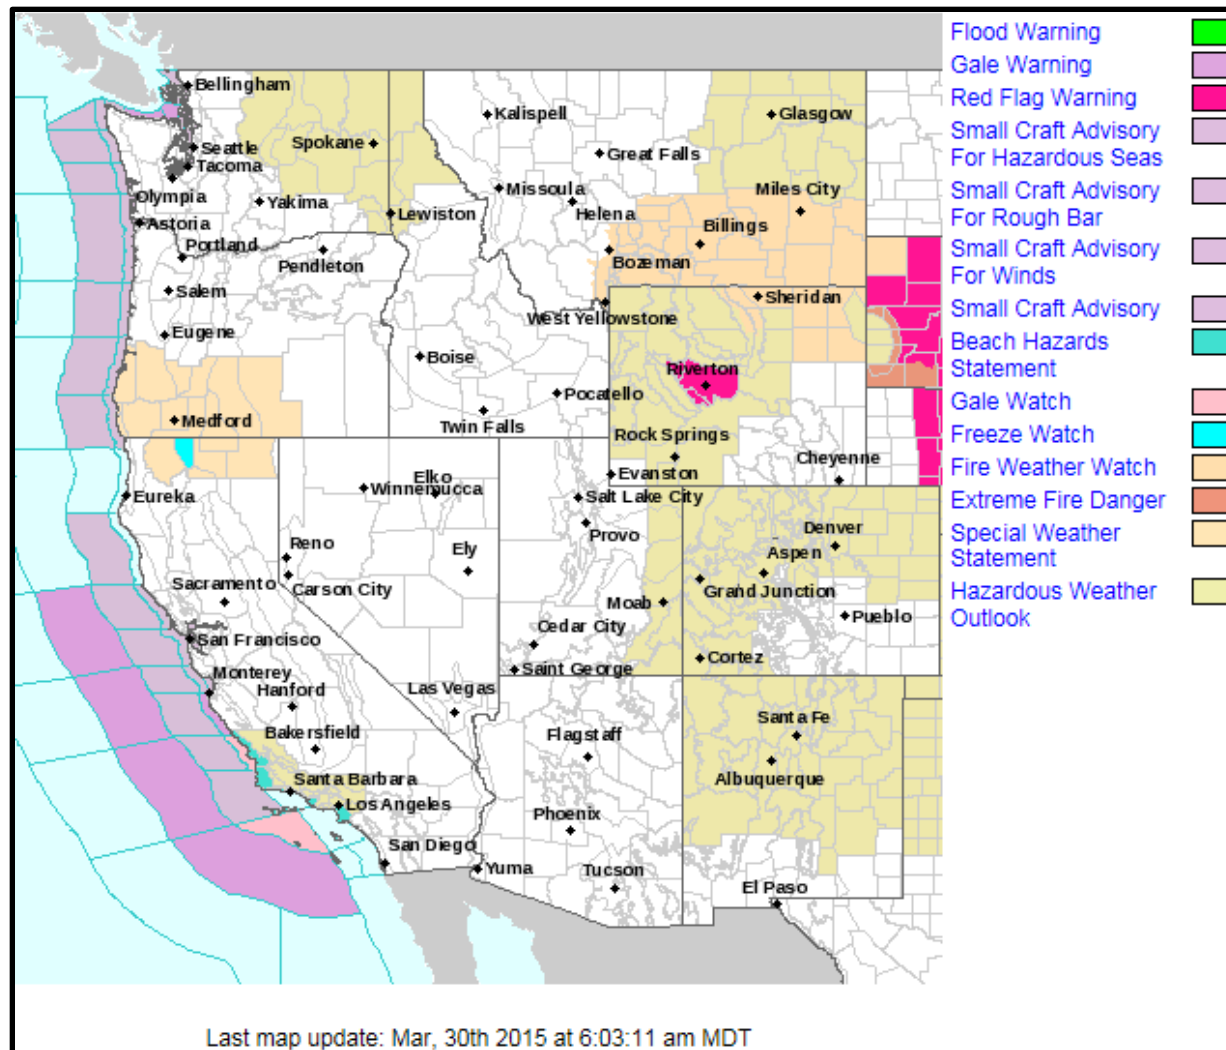 Bellingham
Seattle
Tacoma
Olympia
Spokane
Yakima
Lewiston
Astoria
Portland
Pendleton
Salem
Eugene
Medford
Kalispell
Great Falls
Missoula
Helena
Glasgow
Miles City
Billings
Bozeman
West Yellowstone
Sheridan
Boise
Pocatello
Twin Falls
Riverton
Rock Springs
Evanston
Cheyenne
Eureka
Winnemucca
Elko
Salt Lake City
Provo
Reno
Carson City
Ely
Sacramento
San Francisco
Monterey
Hanford
Bakersfield
Las Vegas
Cedar City
Saint George
Moab
Denver
Aspen
Grand Junction
Pueblo
Cortez
Santa Barbara
Los Angeles
San Diego
Yuma
Flagstaff
Phoenix
Tucson
Santa Fe
Albuquerque
El Paso
Flood Warning
Gale Warning
Red Flag Warning
Small Craft Advisory
For Hazardous Seas
Small Craft Advisory
For Rough Bar
Small Craft Advisory
For Winds
Small Craft Advisory
Beach Hazards
Statement
Gale Watch
Freeze Watch
Fire Weather Watch
Extreme Fire Danger
Special Weather
Statement
Hazardous Weather
Outlook
Last map update: Mar, 30th 2015 at 6:03:11 am MDT